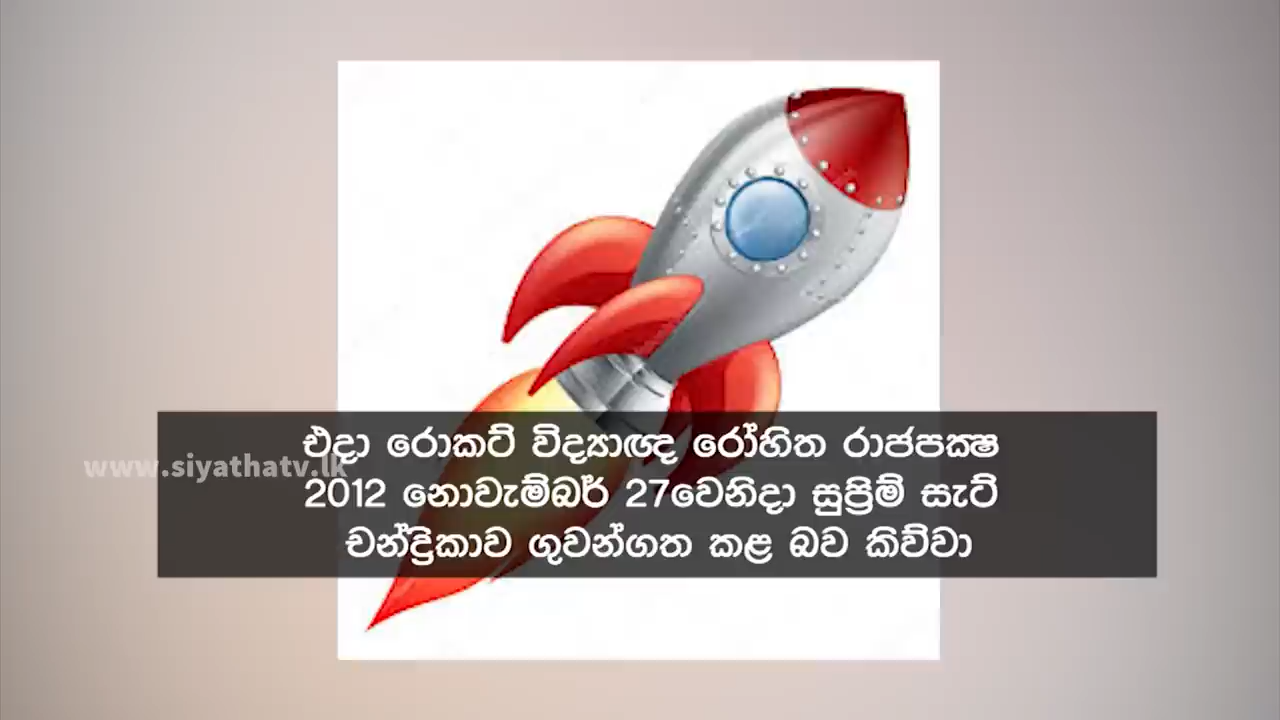 එදා රොකට් විද්‍යාඥ රෝහිත රාජපක්‍ෂ
www.siyathatv.lk
2012 නොවැම්බර් 27වෙනිදා සුප්‍රිම් සැට්
චන්ද්‍රිකාව ගුවන්ගත කළ බව කිව්වා